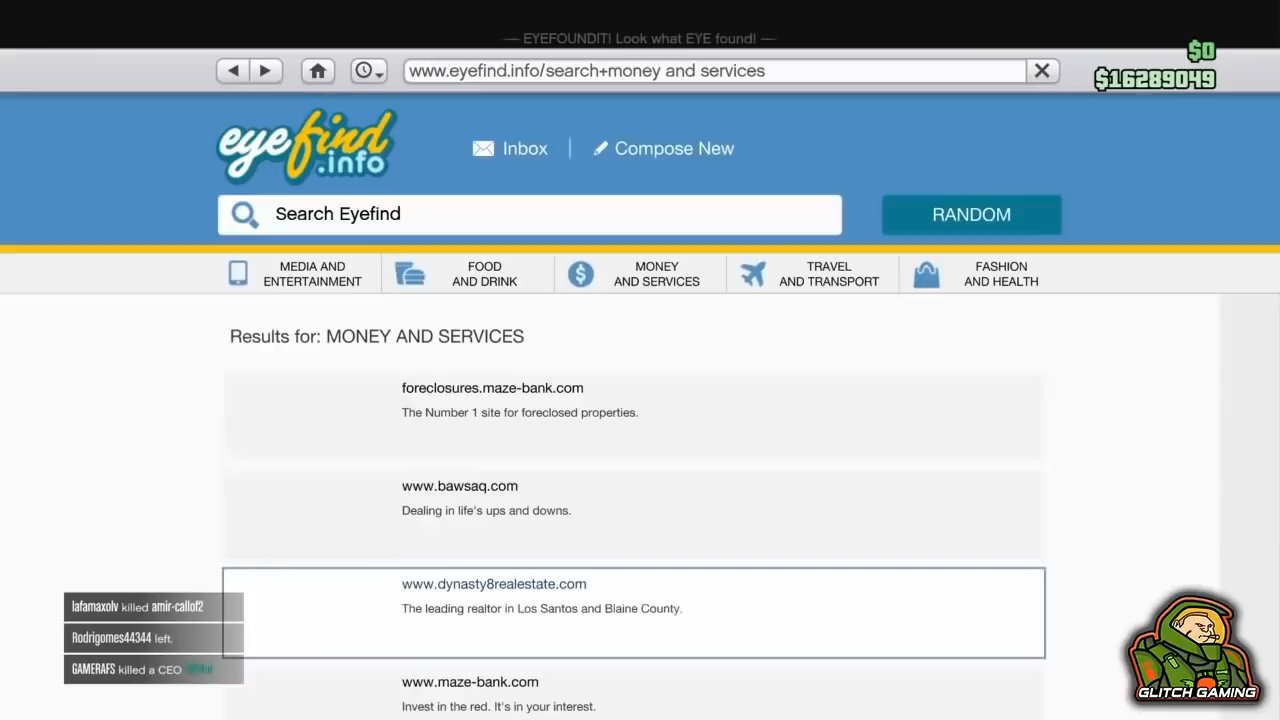 — EYEFOUNDIT! Look what EYE found! —
$0
www.eyefind.info/search+money and services
$16289049
eyefind
.info
Inbox
Compose New
Search Eyefind
RANDOM
MEDIA AND
ENTERTAINMENT
FOOD
AND DRINK
MONEY
AND SERVICES
TRAVEL
AND TRANSPORT
FASHION
AND HEALTH
Results for: MONEY AND SERVICES
foreclosures.maze-bank.com
The Number 1 site for foreclosed properties.
www.bawsaq.com
Dealing in life's ups and downs.
www.dynasty8realestate.com
The leading realtor in Los Santos and Blaine County.
www.maze-bank.com
Invest in the red. It's in your interest.
lafamaxolv killed amir-callof2
Rodrigomes44344 left.
GAMERAFS killed a CEO
GLITCH GAMING